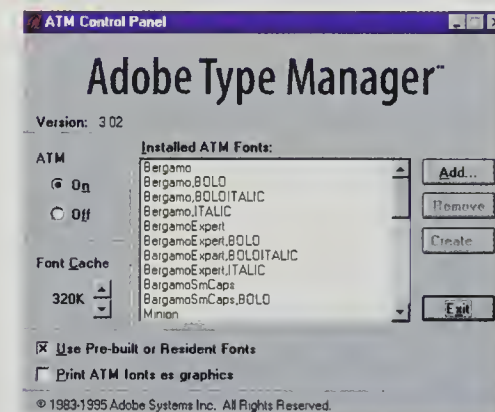 ATM Control Panel
Adobe Type Manager™
Version: 3.02
Installed ATM Fonts:
ATM
On
Off
Bergamo
Bergamo,BOLD
Bergamo,BOLDITALIC
Bergamo,ITALIC
BergamoExpert
BergamoExpert,BOLD
BergamoExpert,BOLDITALIC
BergamoExpert,ITALIC
BergamoSmCaps
BergamoSmCaps,BOLD
Minion
Add...
Remove
Create
Exit
Font Cache
320K
Use Pre-built or Resident Fonts
Print ATM fonts as graphics
© 1983-1995 Adobe Systems Inc. All Rights Reserved.